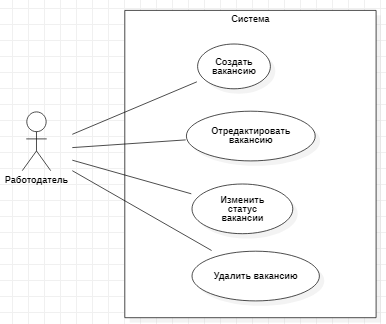 Система
Создать
вакансию
Отредактировать
вакансию
Работодатель
Изменить
статус
вакансии
Удалить вакансию